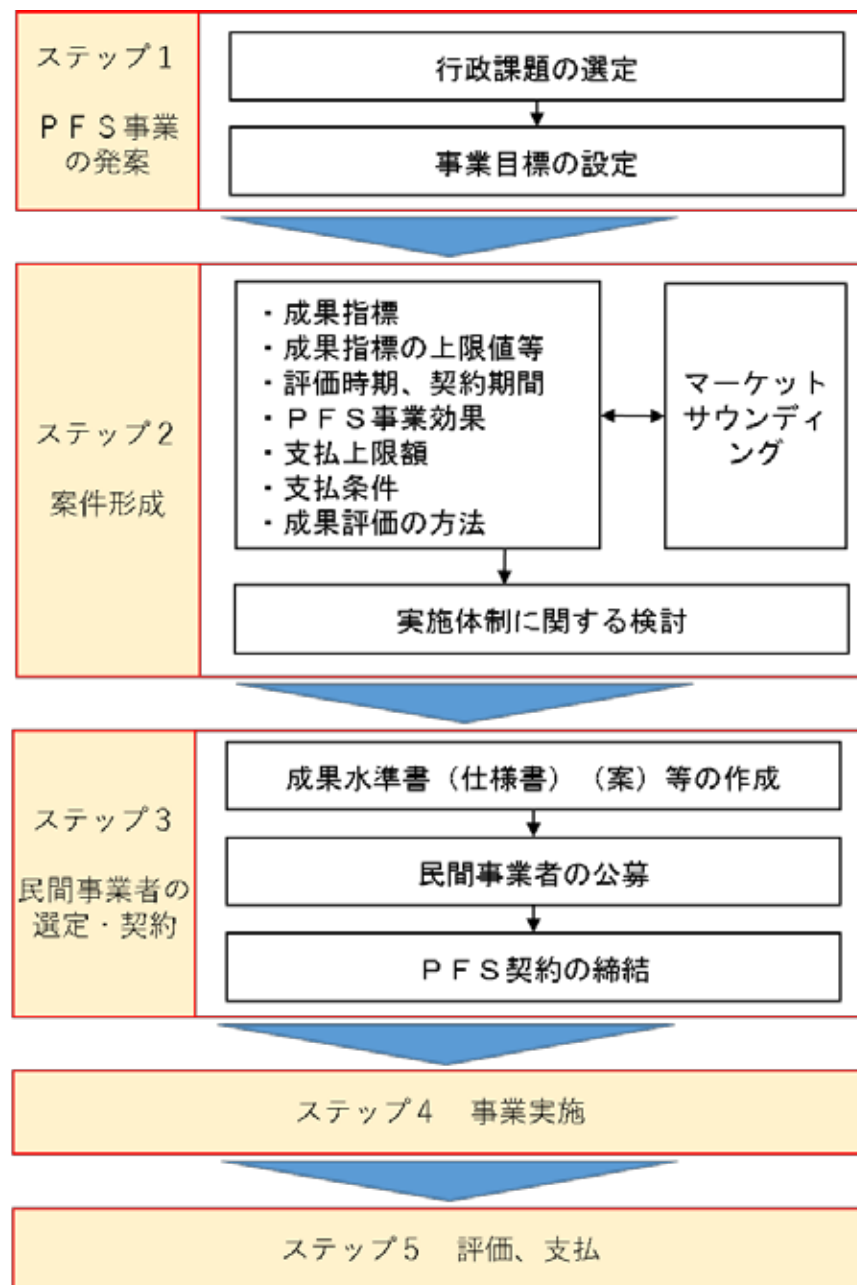 ステップ１
ＰＦＳ事業
の発案
行政課題の選定
事業目標の設定
ステップ２
案件形成
・成果指標
・成果指標の上限値等
・評価時期、契約期間
・ＰＦＳ事業効果
・支払上限額
・支払条件
・成果評価の方法
マーケット
サウンディ
ング
実施体制に関する検討
ステップ３
民間事業者の
選定・契約
成果水準書（仕様書）（案）等の作成
民間事業者の公募
ＰＦＳ契約の締結
ステップ４　事業実施
ステップ５　評価、支払